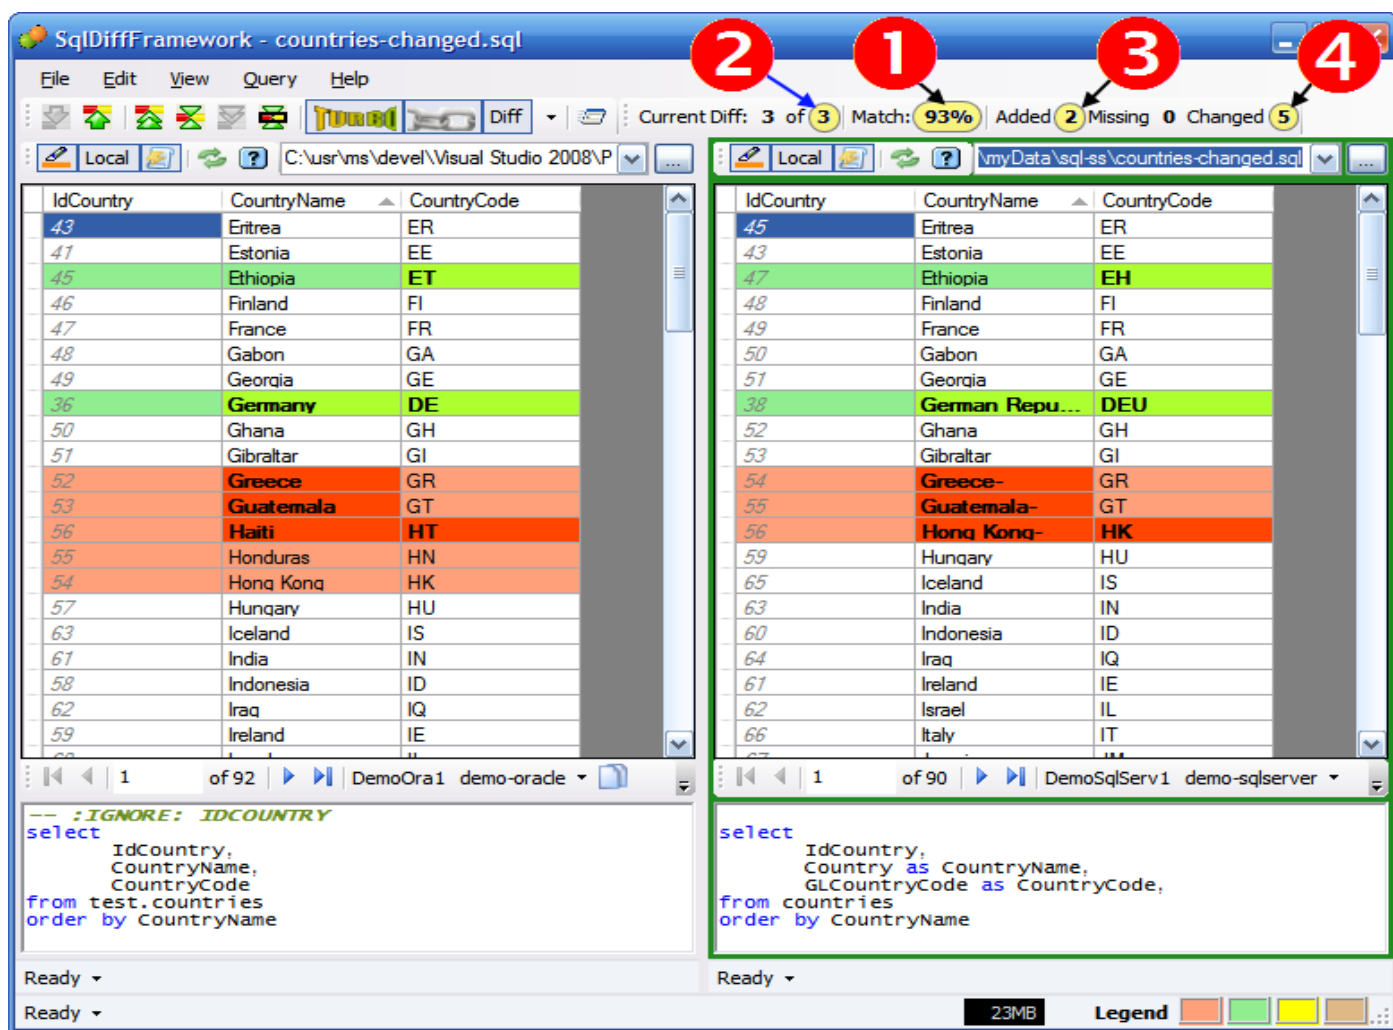 SqlDiffFramework - countries-changed.sql
2 1 3 4
File Edit View Query Help
TURBO Diff Current Diff: 3 of 3 Match: 93% Added 2 Missing 0 Changed 5
Local ? C:\usr\ms\devel\Visual Studio 2008\P ...
Local ? \myData\sql-ss\countries-changed.sql ...
IdCountry CountryName CountryCode
43 Eritrea ER
41 Estonia EE
45 Ethiopia ET
46 Finland FI
47 France FR
48 Gabon GA
49 Georgia GE
36 Germany DE
50 Ghana GH
51 Gibraltar GI
52 Greece GR
53 Guatemala GT
56 Haiti HT
55 Honduras HN
54 Hong Kong HK
57 Hungary HU
63 Iceland IS
61 India IN
58 Indonesia ID
62 Iraq IQ
59 Ireland IE
1 of 92 DemoOra1 demo-oracle
-- :IGNORE: IDCOUNTRY
select
IdCountry,
CountryName,
CountryCode
from test.countries
order by CountryName
Ready
IdCountry CountryName CountryCode
45 Eritrea ER
43 Estonia EE
47 Ethiopia EH
48 Finland FI
49 France FR
50 Gabon GA
51 Georgia GE
38 German Repu... DEU
52 Ghana GH
53 Gibraltar GI
54 Greece- GR
55 Guatemala- GT
56 Hong Kong- HK
59 Hungary HU
65 Iceland IS
63 India IN
60 Indonesia ID
64 Iraq IQ
61 Ireland IE
62 Israel IL
66 Italy IT
1 of 90 DemoSqlServ1 demo-sqlserver
select
IdCountry,
Country as CountryName,
GLCountryCode as CountryCode,
from countries
order by CountryName
Ready
Ready 23MB Legend